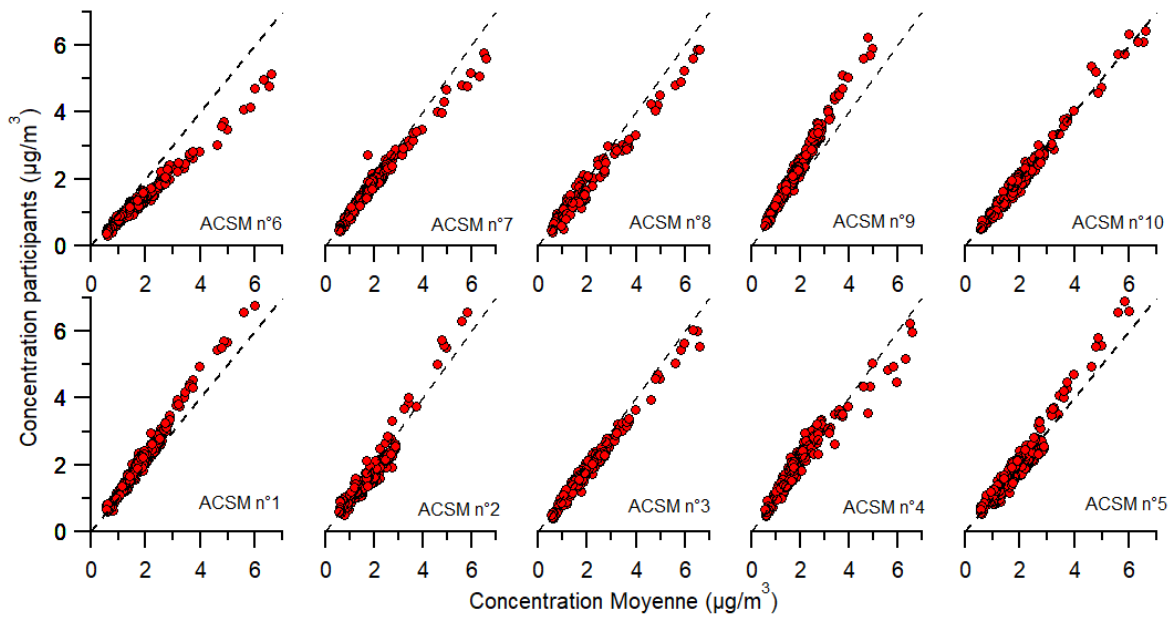 Concentration participants (µg/m³)
6
4
2
0
ACSM n°6
ACSM n°7
ACSM n°8
ACSM n°9
ACSM n°10
0 2 4 6 0 2 4 6 0 2 4 6 0 2 4 6 0 2 4 6
6
4
2
0
ACSM n°1
ACSM n°2
ACSM n°3
ACSM n°4
ACSM n°5
0 2 4 6 0 2 4 6 0 2 4 6 0 2 4 6 0 2 4 6
Concentration Moyenne (µg/m³)